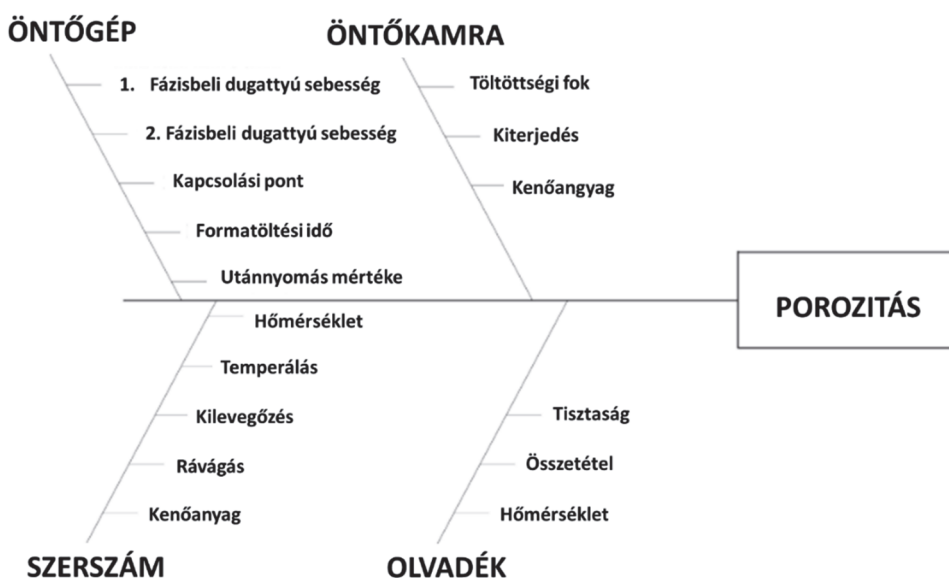 ÖNTŐGÉP
1. Fázisbeli dugattyú sebesség
2. Fázisbeli dugattyú sebesség
Kapcsolási pont
Formatöltési idő
Utánnyomás mértéke
ÖNTŐKAMRA
Töltöttségi fok
Kiterjedés
Kenőangyag
POROZITÁS
Hőmérséklet
Temperálás
Kilevegőzés
Rávágás
Kenőanyag
SZERSZÁM
Tisztaság
Összetétel
Hőmérséklet
OLVADÉK